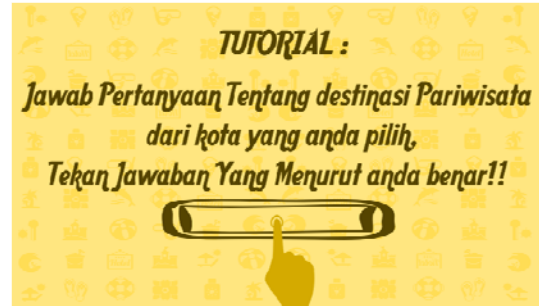 TUTORIAL :
Jawab Pertanyaan Tentang destinasi Pariwisata
dari kota yang anda pilih,
Tekan Jawaban Yang Menurut anda benar!!